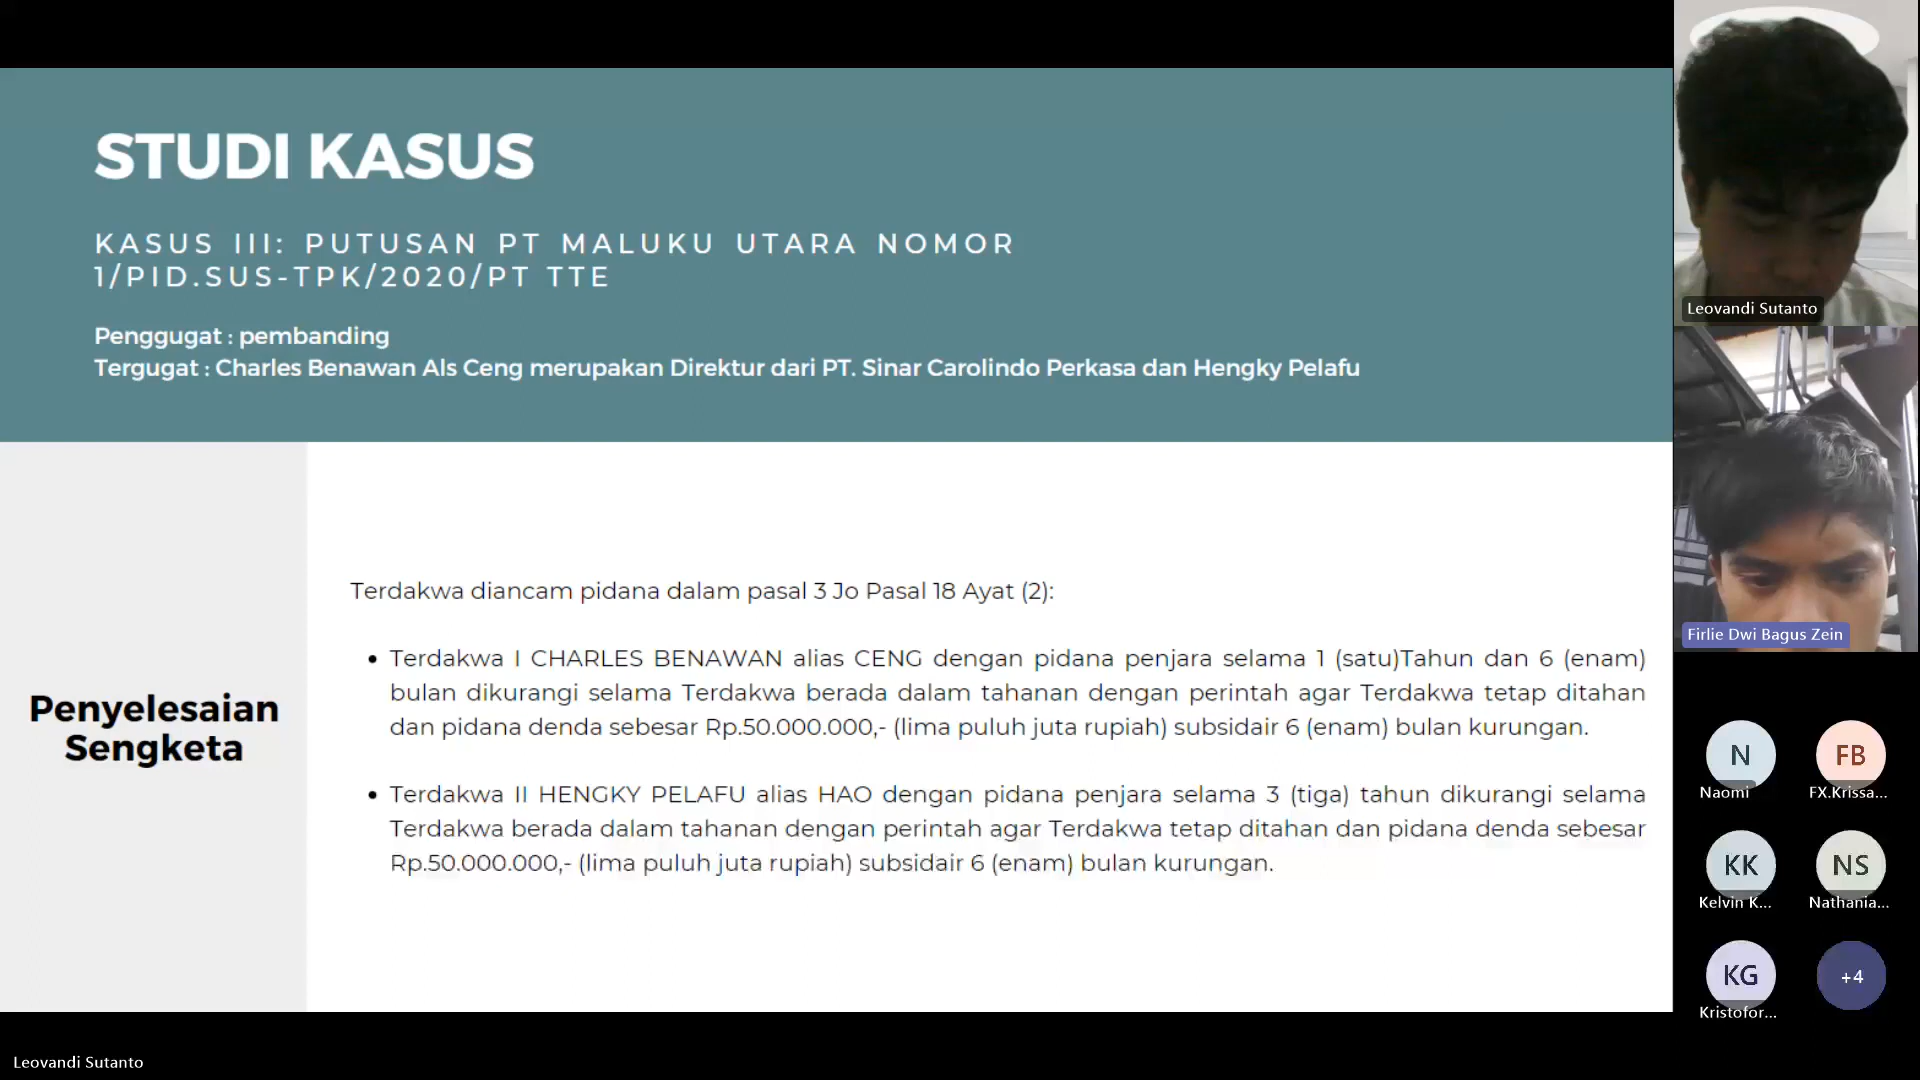 STUDI KASUS
KASUS III: PUTUSAN PT MALUKU UTARA NOMOR
1/PID.SUS-TPK/2020/PT TTE
Penggugat : pembanding
Tergugat : Charles Benawan Als Ceng merupakan Direktur dari PT. Sinar Carolindo Perkasa dan Hengky Pelafu
Penyelesaian
Sengketa
Terdakwa diancam pidana dalam pasal 3 Jo Pasal 18 Ayat (2):
• Terdakwa I CHARLES BENAWAN alias CENG dengan pidana penjara selama 1 (satu)Tahun dan 6 (enam)
bulan dikurangi selama Terdakwa berada dalam tahanan dengan perintah agar Terdakwa tetap ditahan
dan pidana denda sebesar Rp.50.000.000,- (lima puluh juta rupiah) subsidair 6 (enam) bulan kurungan.
• Terdakwa II HENGKY PELAFU alias HAO dengan pidana penjara selama 3 (tiga) tahun dikurangi selama
Terdakwa berada dalam tahanan dengan perintah agar Terdakwa tetap ditahan dan pidana denda sebesar
Rp.50.000.000,- (lima puluh juta rupiah) subsidair 6 (enam) bulan kurungan.
Leovandi Sutanto
Firlie Dwi Bagus Zein
N
Naomi
FB
FX.Krissa...
KK
Kelvin K...
NS
Nathania...
KG
Kristofor...
+4
Leovandi Sutanto